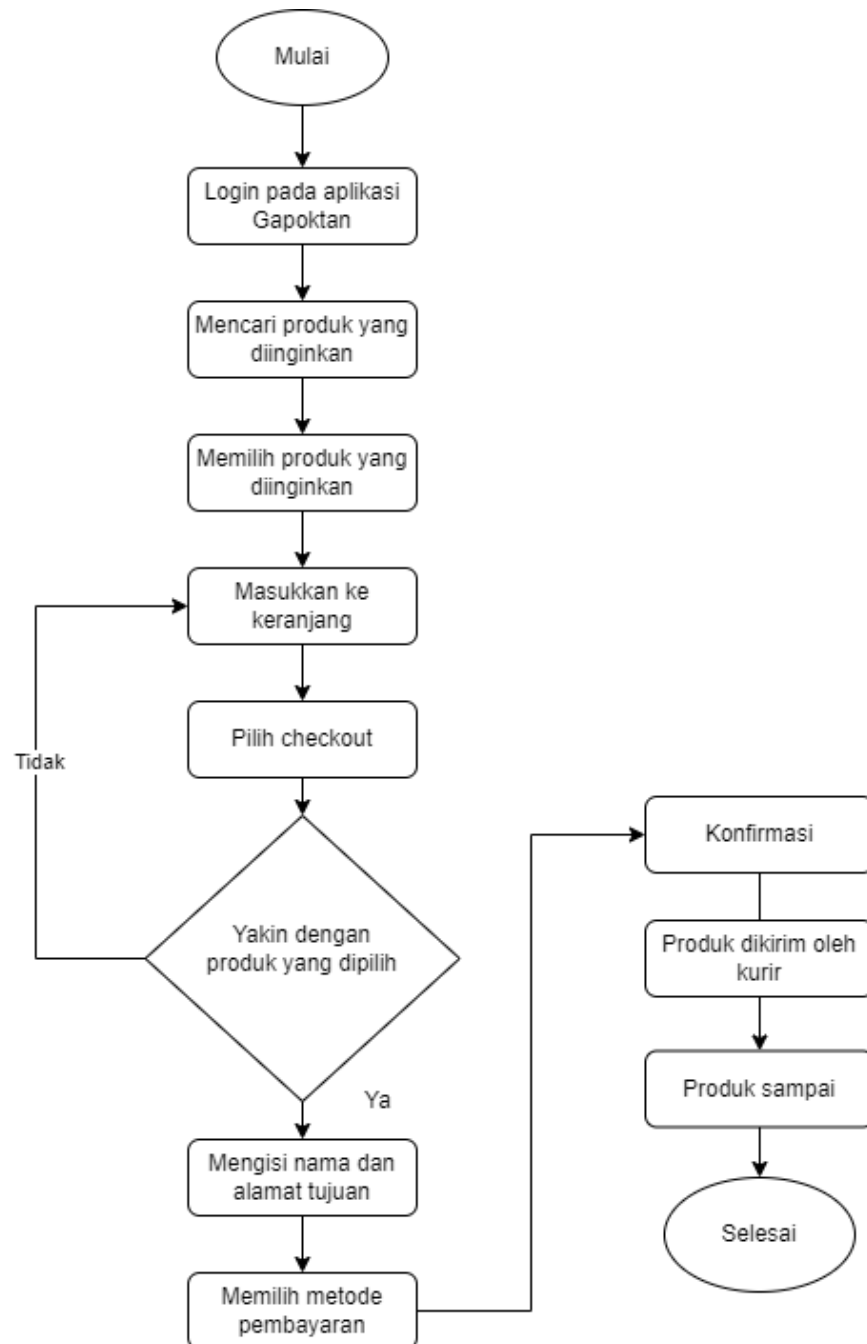 Mulai
Login pada aplikasi
Gapoktan
Mencari produk yang
diinginkan
Memilih produk yang
diinginkan
Masukkan ke
keranjang
Pilih checkout
Tidak
Yakin dengan
produk yang dipilih
Ya
Mengisi nama dan
alamat tujuan
Memilih metode
pembayaran
Konfirmasi
Produk dikirim oleh
kurir
Produk sampai
Selesai